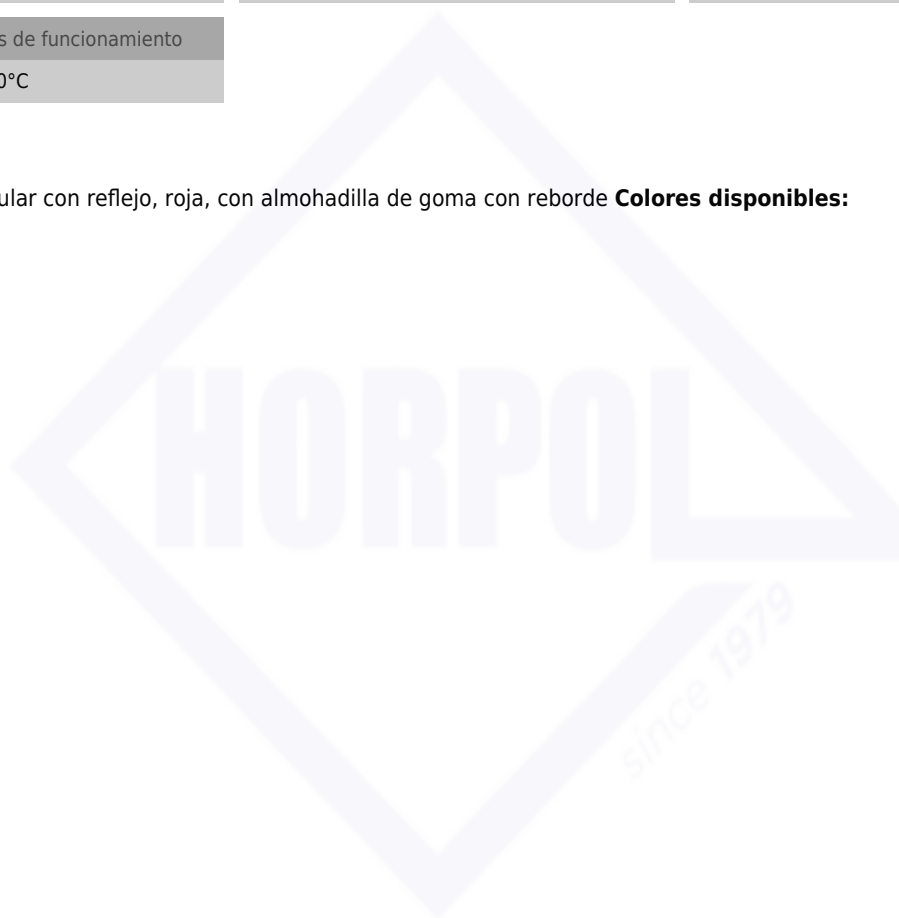 s de funcionamiento
0°C
ular con reflejo, roja, con almohadilla de goma con reborde Colores disponibles:
HORPOL
since 1979